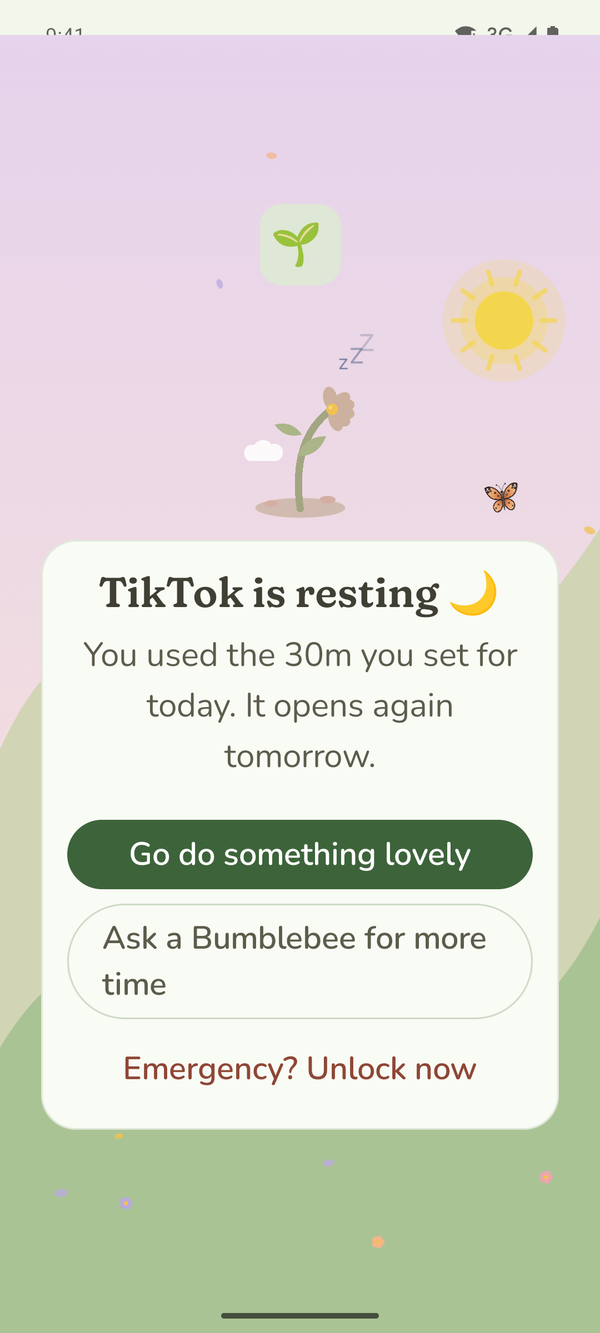 3G
z
Z
Z
TikTok is resting 🌙
You used the 30m you set for
today. It opens again
tomorrow.
Go do something lovely
Ask a Bumblebee for more
time
Emergency? Unlock now